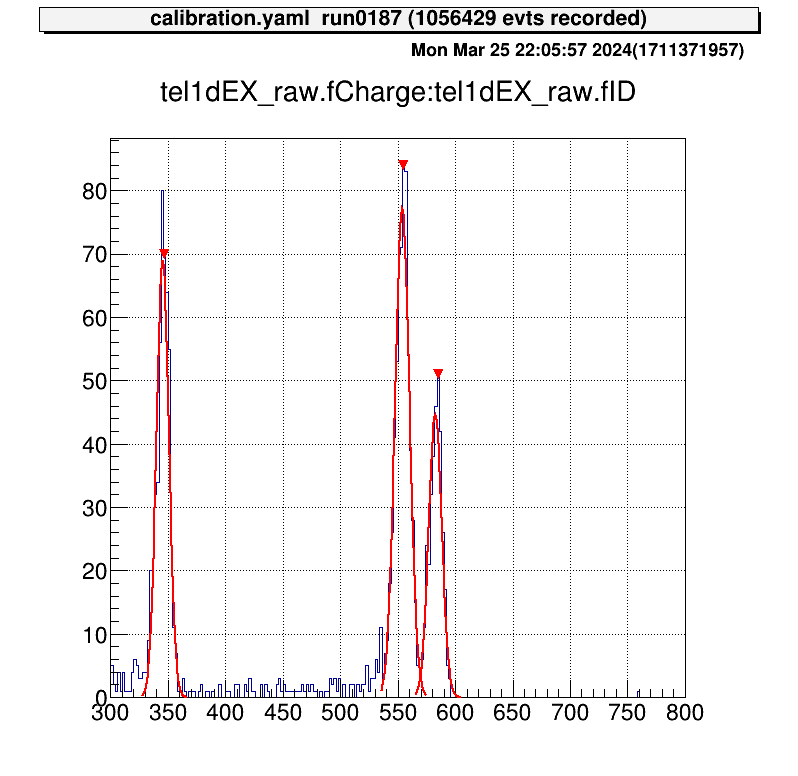 calibration.yaml run0187 (1056429 evts recorded)
Mon Mar 25 22:05:57 2024(1711371957)
tel1dEX_raw.fCharge:tel1dEX_raw.fID
80
70
60
50
40
30
20
10
0
300 350 400 450 500 550 600 650 700 750 800